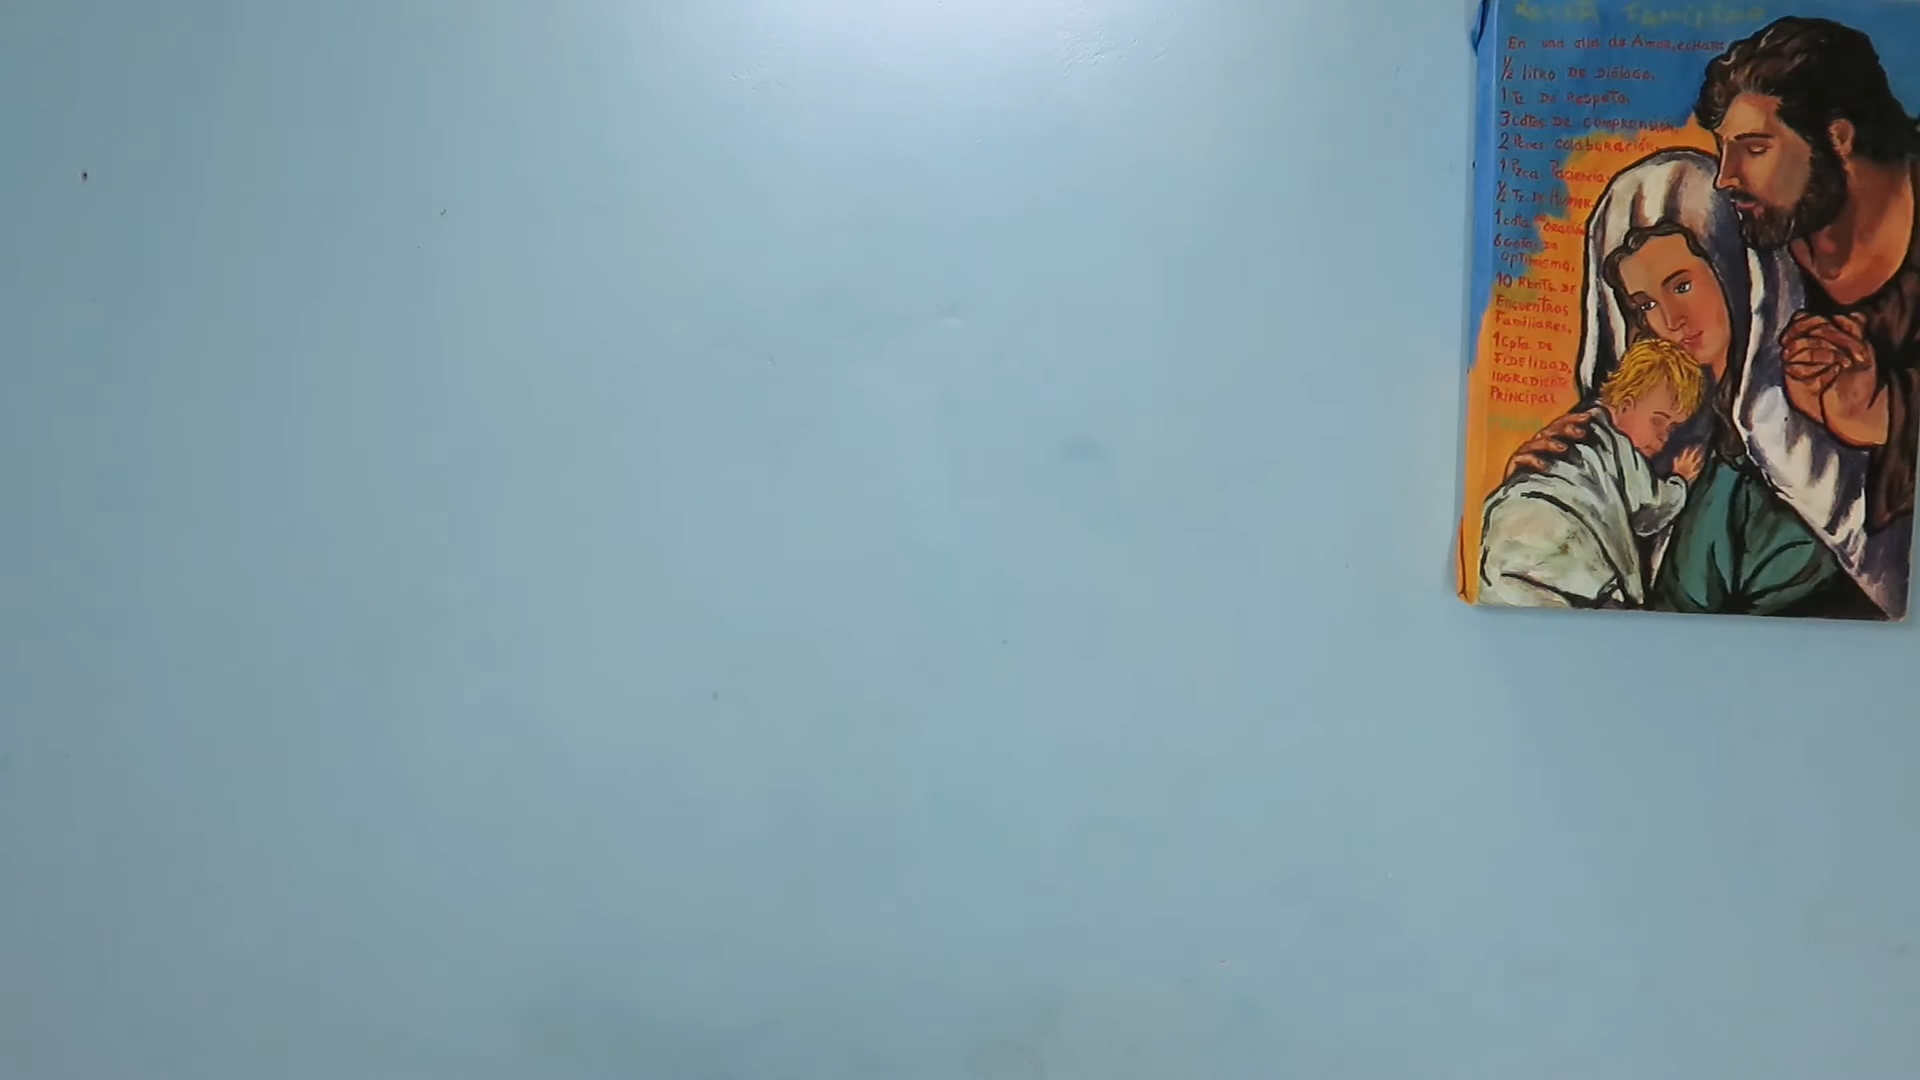 Familiar
En una olla de Amor, echar:
1/2 litro de Diálogo,
1 Tz. De Respeto,
3 cdtas. De comprensión,
2 colaboración,
1 Pzca. Paciencia,
1/2 Tz. De Humor,
1 cdta. Oración
6 Gotas De
optimismo,
10 DE
Encuentros
Familiares,
1 Cpta. DE
FIDELIDAD,
INGREDIENTE
PRINCIPAL